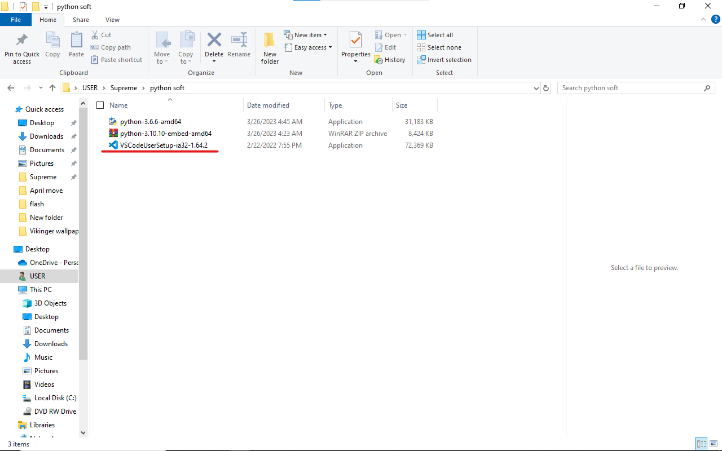 python soft
File Home Share View
Pin to Quick access
Copy
Paste
Cut
Copy path
Paste shortcut
Clipboard
Move to
Copy to
Delete
Rename
Organize
New folder
New item
Easy access
New
Properties
Open
Edit
History
Open
Select all
Select none
Invert selection
Select
USER > Supreme > python soft
Search python soft
Quick access
Desktop
Downloads
Documents
Pictures
Supreme
April move
flash
New folder
Vikinger wallpap
Desktop
OneDrive - Perso
USER
This PC
3D Objects
Desktop
Documents
Downloads
Music
Pictures
Videos
Local Disk (C:)
DVD RW Drive
Libraries
Name Date modified Type Size
python-3.6.6-amd64 3/26/2023 4:45 AM Application 31,183 KB
python-3.10.10-embed-amd64 3/26/2023 4:23 AM WinRAR ZIP archive 8,424 KB
VSCodeUserSetup-ia32-1.64.2 2/22/2022 7:55 PM Application 72,369 KB
Select a file to preview.
3 items